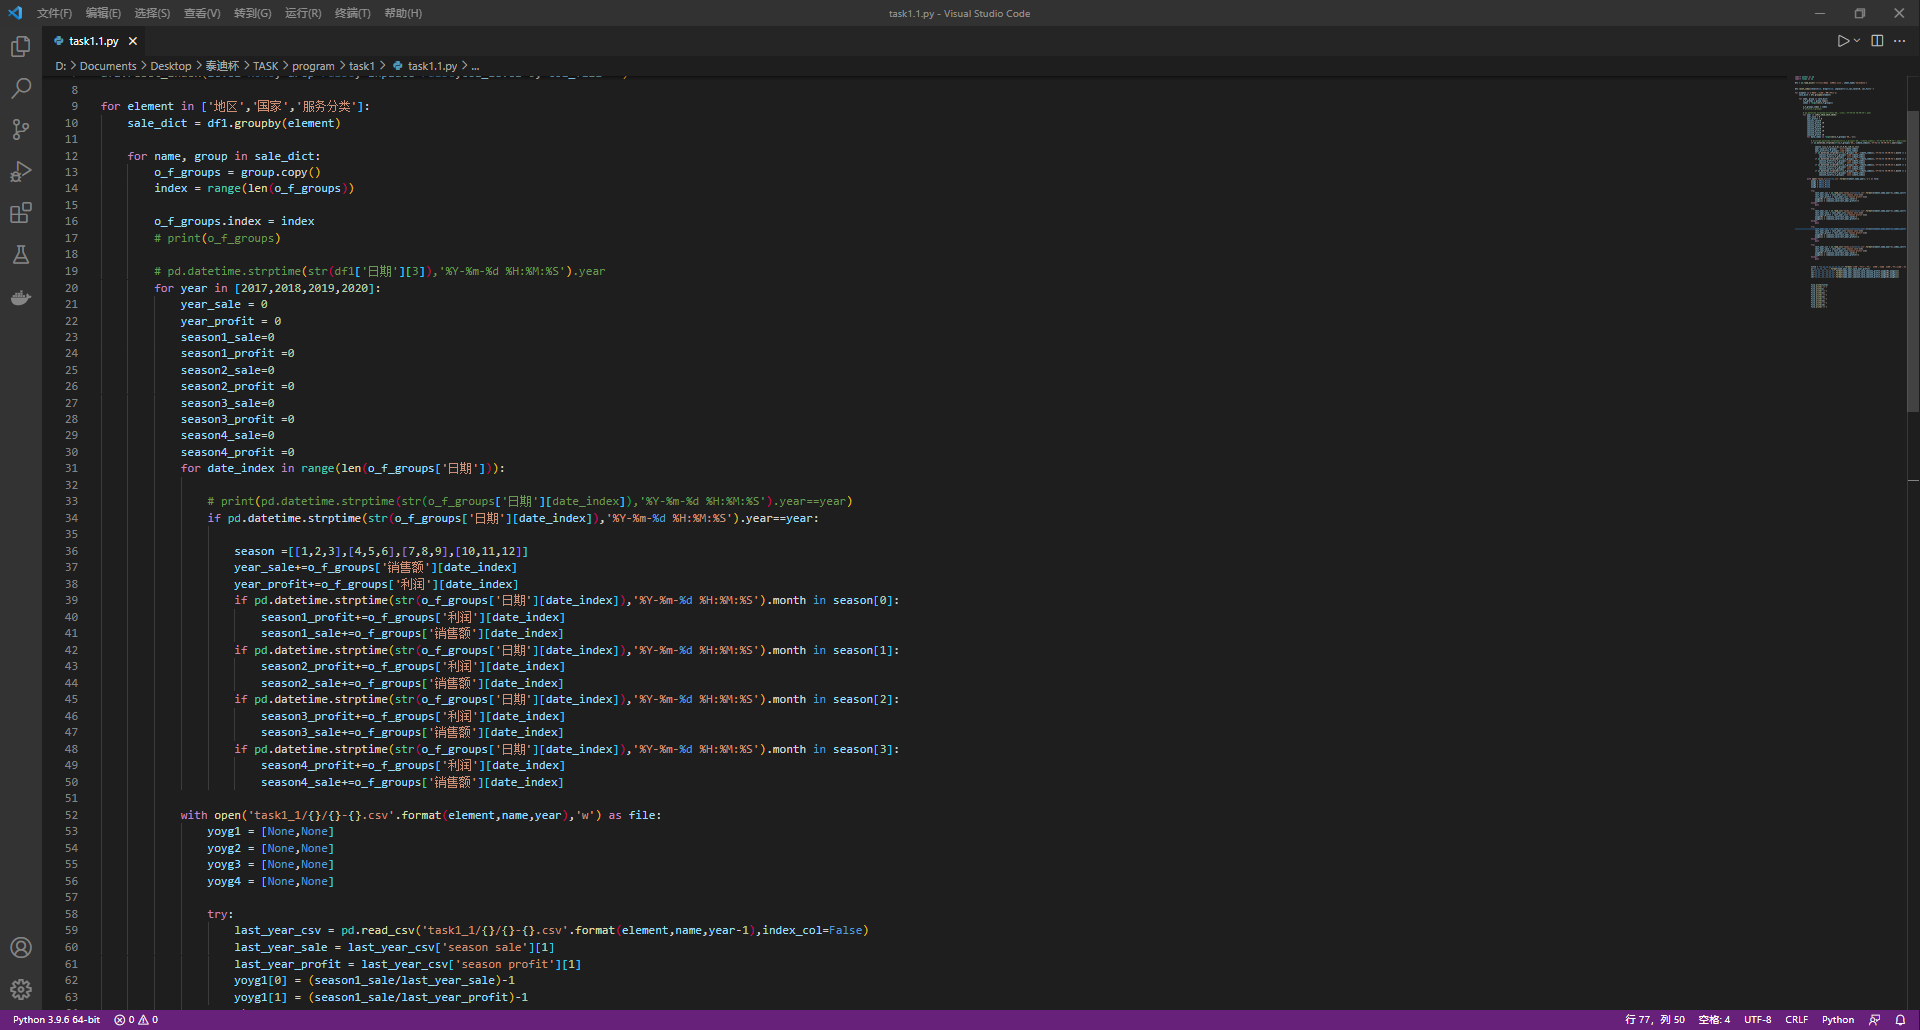 文件(F) 编辑(E) 选择(S) 查看(V) 转到(G) 运行(R) 终端(T) 帮助(H) task1.1.py - Visual Studio Code
task1.1.py
D: > Documents > Desktop > 泰迪杯 > TASK > program > task1 > task1.1.py > ...
8
9 for element in ['地区','国家','服务分类']:
10 sale_dict = df1.groupby(element)
11
12 for name, group in sale_dict:
13 o_f_groups = group.copy()
14 index = range(len(o_f_groups))
15
16 o_f_groups.index = index
17 # print(o_f_groups)
18
19 # pd.datetime.strptime(str(df1['日期'][3]),'%Y-%m-%d %H:%M:%S').year
20 for year in [2017,2018,2019,2020]:
21 year_sale = 0
22 year_profit = 0
23 season1_sale=0
24 season1_profit =0
25 season2_sale=0
26 season2_profit =0
27 season3_sale=0
28 season3_profit =0
29 season4_sale=0
30 season4_profit =0
31 for date_index in range(len(o_f_groups['日期'])):
32
33 # print(pd.datetime.strptime(str(o_f_groups['日期'][date_index]),'%Y-%m-%d %H:%M:%S').year==year)
34 if pd.datetime.strptime(str(o_f_groups['日期'][date_index]),'%Y-%m-%d %H:%M:%S').year==year:
35
36 season =[[1,2,3],[4,5,6],[7,8,9],[10,11,12]]
37 year_sale+=o_f_groups['销售额'][date_index]
38 year_profit+=o_f_groups['利润'][date_index]
39 if pd.datetime.strptime(str(o_f_groups['日期'][date_index]),'%Y-%m-%d %H:%M:%S').month in season[0]:
40 season1_profit+=o_f_groups['利润'][date_index]
41 season1_sale+=o_f_groups['销售额'][date_index]
42 if pd.datetime.strptime(str(o_f_groups['日期'][date_index]),'%Y-%m-%d %H:%M:%S').month in season[1]:
43 season2_profit+=o_f_groups['利润'][date_index]
44 season2_sale+=o_f_groups['销售额'][date_index]
45 if pd.datetime.strptime(str(o_f_groups['日期'][date_index]),'%Y-%m-%d %H:%M:%S').month in season[2]:
46 season3_profit+=o_f_groups['利润'][date_index]
47 season3_sale+=o_f_groups['销售额'][date_index]
48 if pd.datetime.strptime(str(o_f_groups['日期'][date_index]),'%Y-%m-%d %H:%M:%S').month in season[3]:
49 season4_profit+=o_f_groups['利润'][date_index]
50 season4_sale+=o_f_groups['销售额'][date_index]
51
52 with open('task1_1/{}/{}-{}.csv'.format(element,name,year),'w') as file:
53 yoyg1 = [None,None]
54 yoyg2 = [None,None]
55 yoyg3 = [None,None]
56 yoyg4 = [None,None]
57
58 try:
59 last_year_csv = pd.read_csv('task1_1/{}/{}-{}.csv'.format(element,name,year-1),index_col=False)
60 last_year_sale = last_year_csv['season sale'][1]
61 last_year_profit = last_year_csv['season profit'][1]
62 yoyg1[0] = (season1_sale/last_year_sale)-1
63 yoyg1[1] = (season1_sale/last_year_profit)-1
Python 3.9.6 64-bit 0 0 行 77, 列 50 空格: 4 UTF-8 CRLF Python